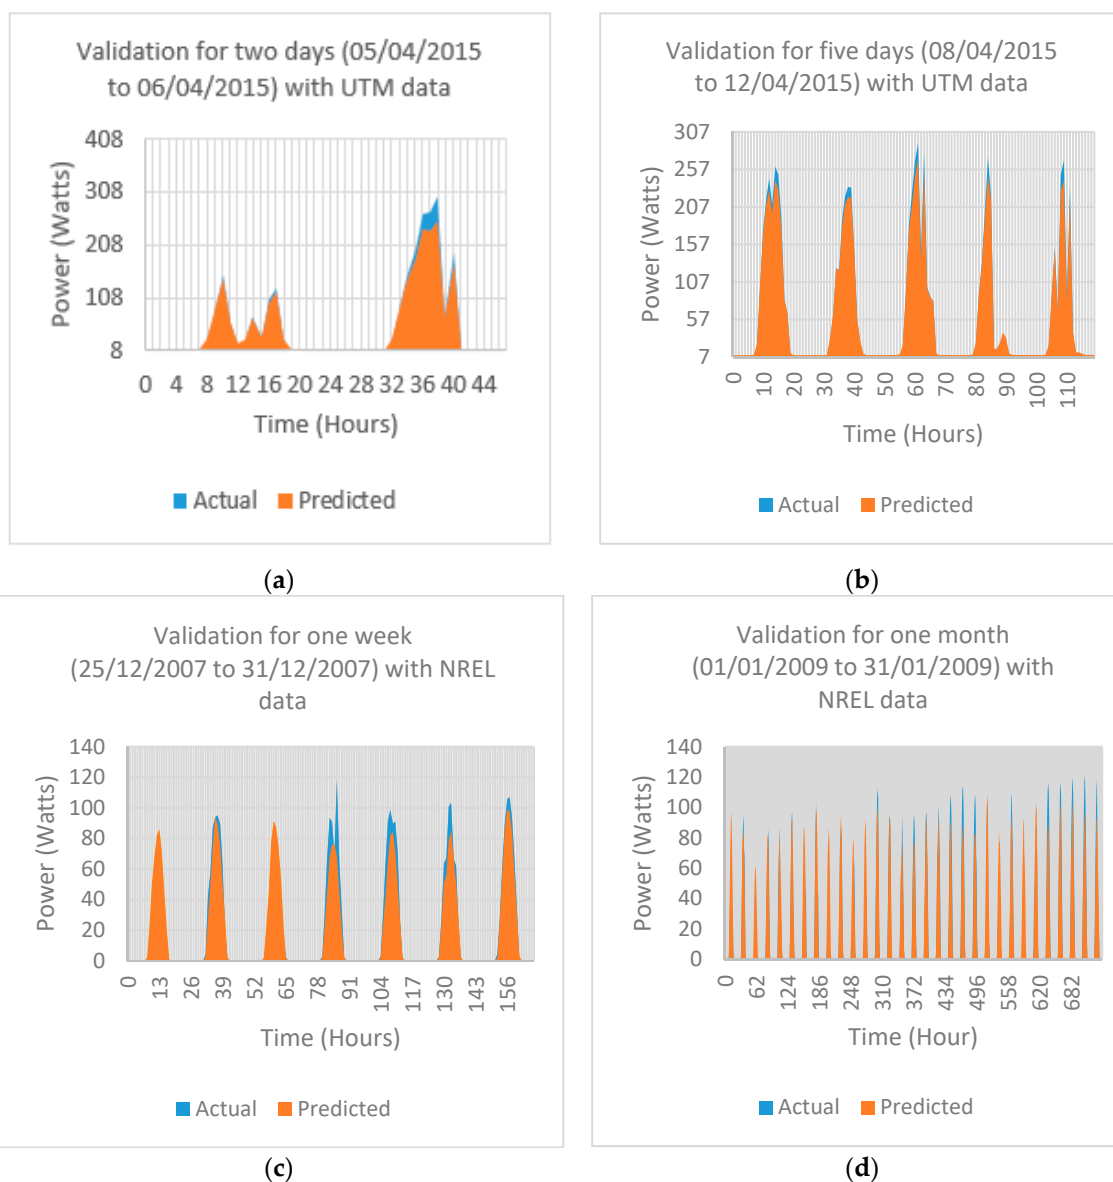 Validation for two days (05/04/2015
to 06/04/2015) with UTM data
Power (Watts)
408
308
208
108
8
0 4 8 12 16 20 24 28 32 36 40 44
Time (Hours)
Actual Predicted
(a)
Validation for five days (08/04/2015
to 12/04/2015) with UTM data
Power (Watts)
307
257
207
157
107
57
7
0 10 20 30 40 50 60 70 80 90 100 110
Time (Hours)
Actual Predicted
(b)
Validation for one week
(25/12/2007 to 31/12/2007) with NREL
data
Power (Watts)
140
120
100
80
60
40
20
0
0 13 26 39 52 65 78 91 104 117 130 143 156
Time (Hours)
Actual Predicted
(c)
Validation for one month
(01/01/2009 to 31/01/2009) with
NREL data
Power (Watts)
140
120
100
80
60
40
20
0
0 62 124 186 248 310 372 434 496 558 620 682
Time (Hour)
Actual Predicted
(d)